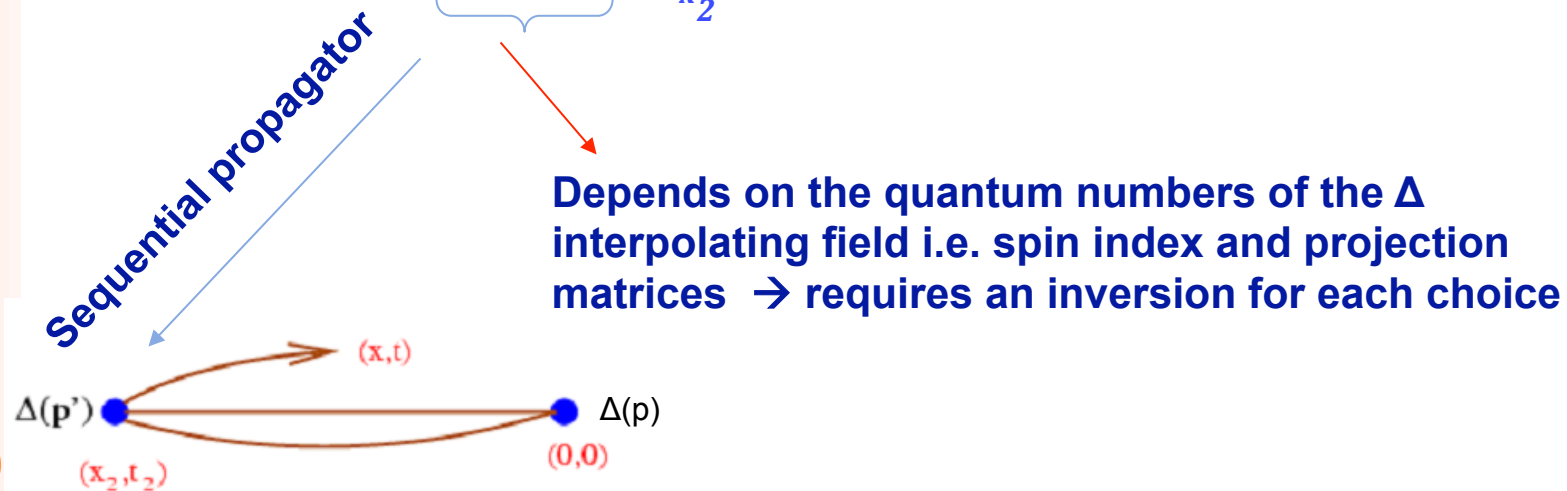 x2
Sequential propagator
Depends on the quantum numbers of the Δ
interpolating field i.e. spin index and projection
matrices → requires an inversion for each choice
(x,t)
Δ(p') Δ(p)
(0,0)
(x₂,t₂)